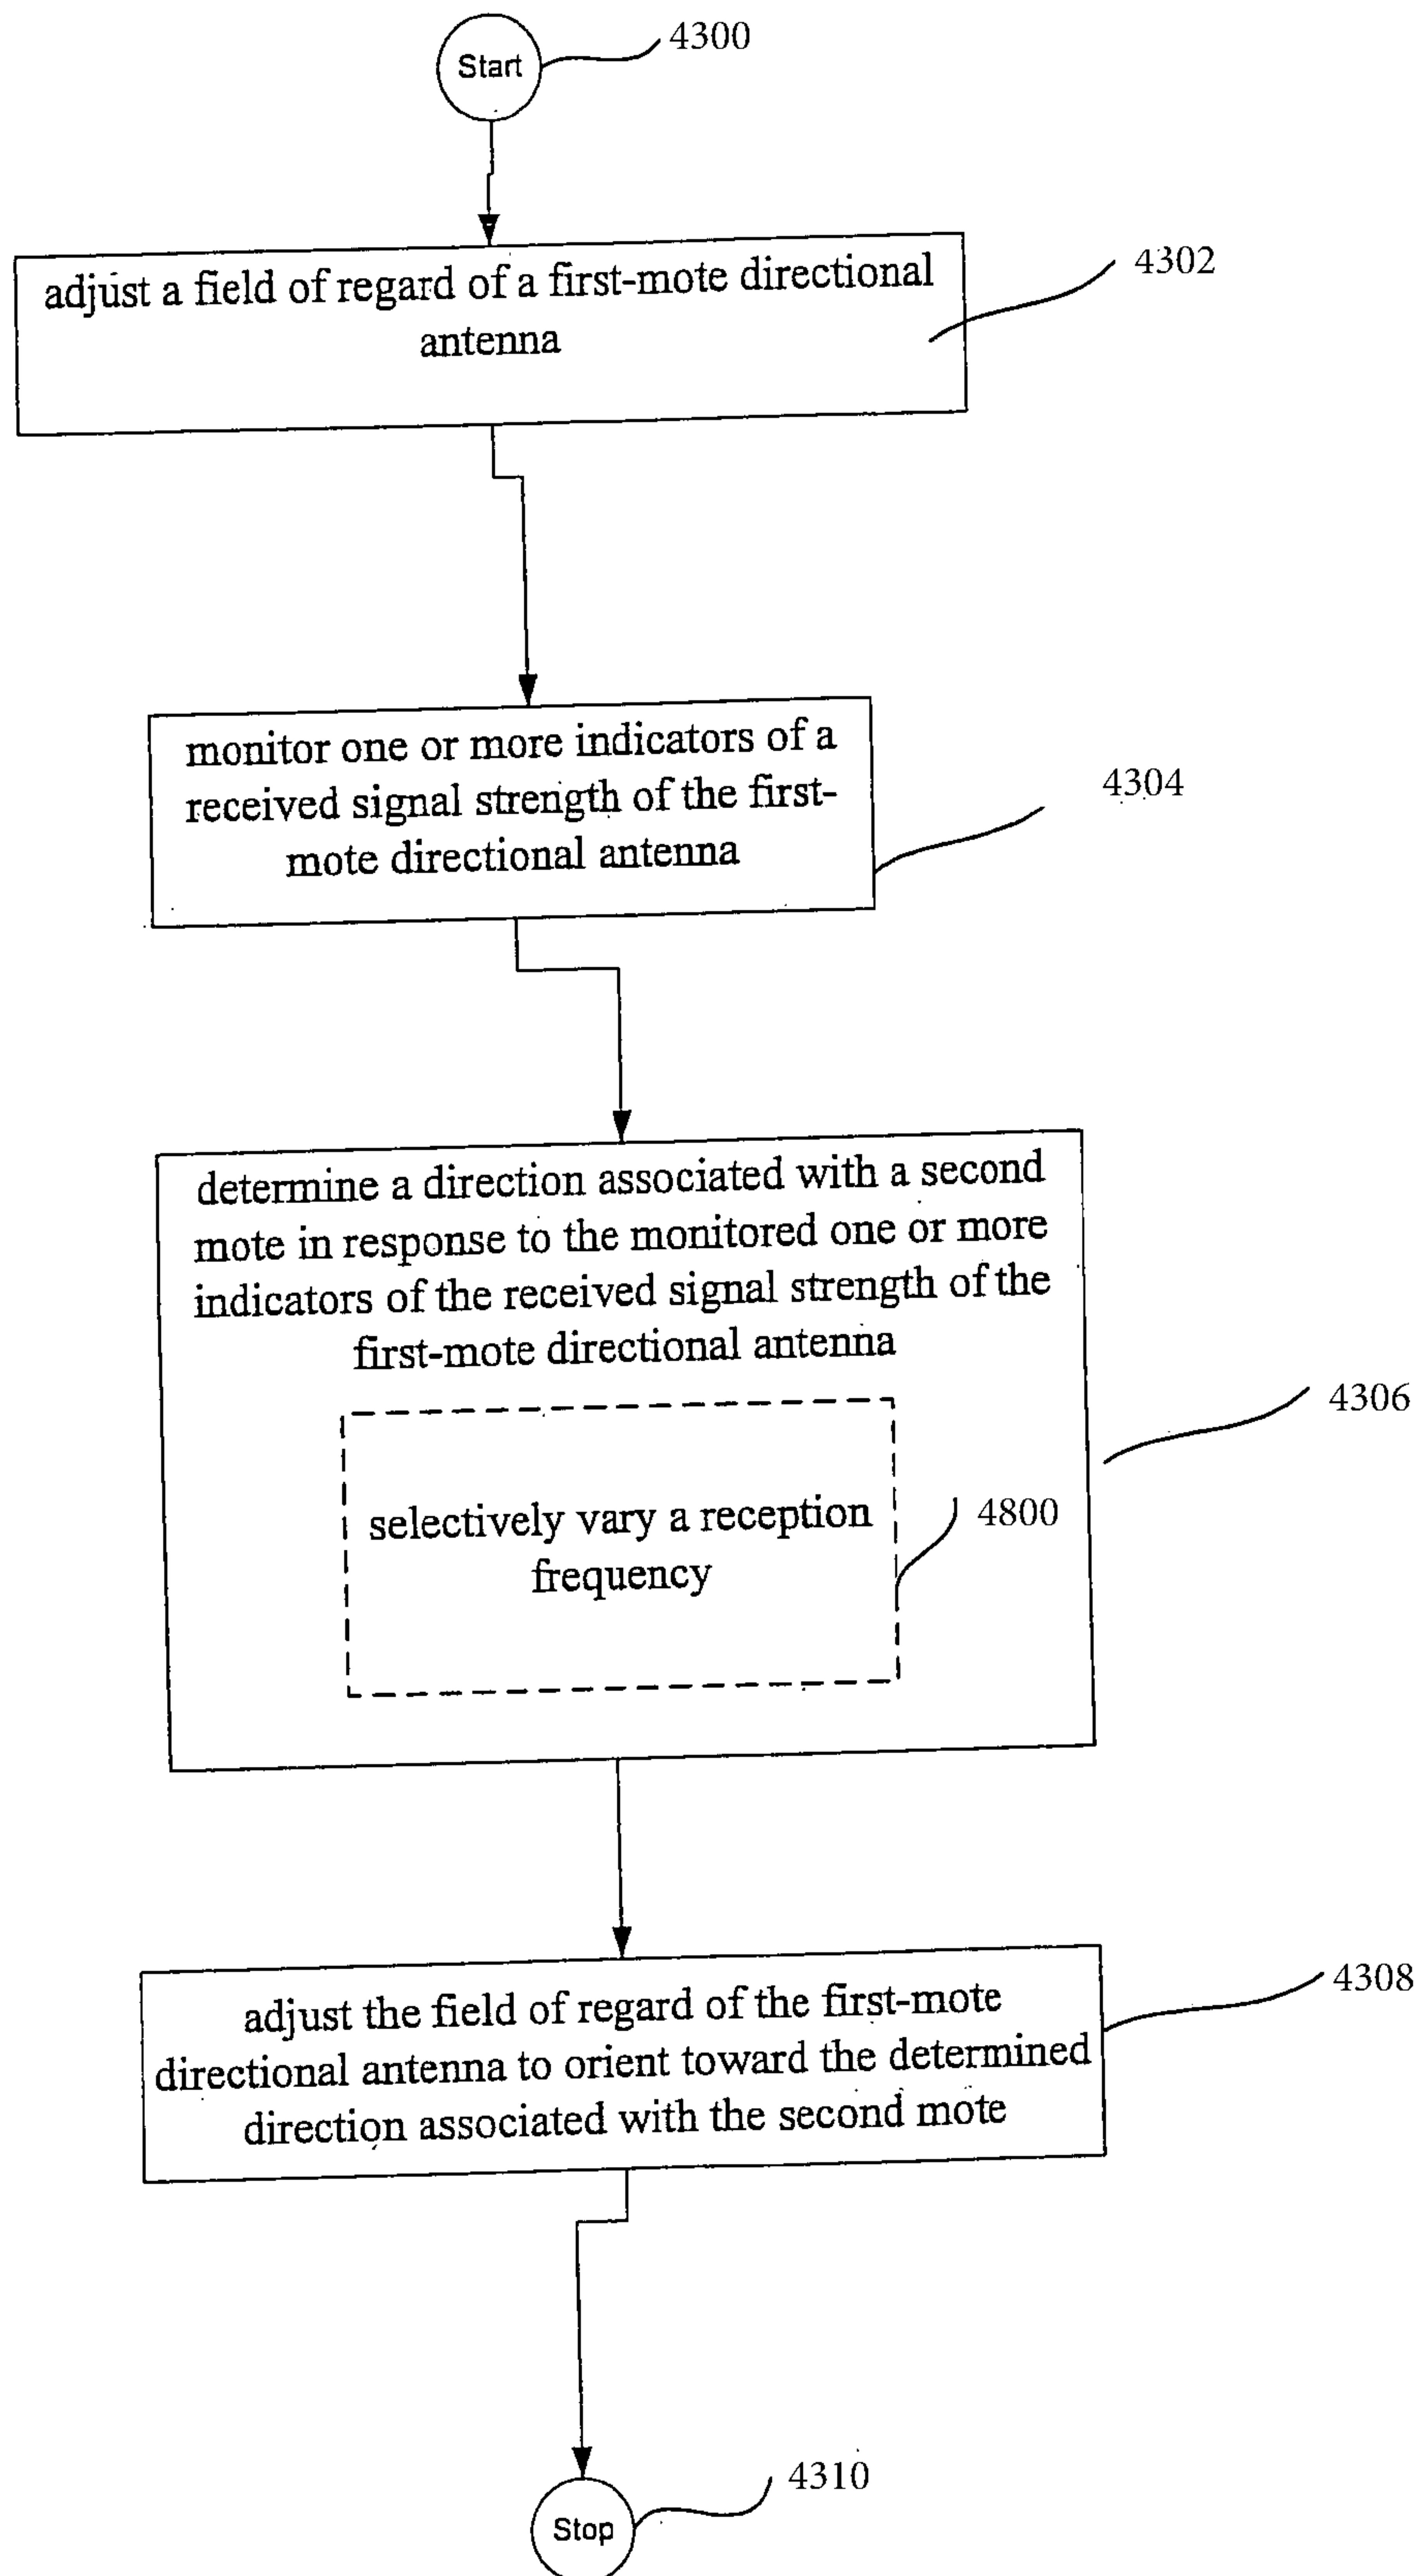 Start
4300
adjust a field of regard of a first-mote directional
antenna
4302
monitor one or more indicators of a
received signal strength of the first-
mote directional antenna
4304
determine a direction associated with a second
mote in response to the monitored one or more
indicators of the received signal strength of the
first-mote directional antenna
4306
selectively vary a reception
frequency
4800
adjust the field of regard of the first-mote
directional antenna to orient toward the determined
direction associated with the second mote
4308
Stop
4310